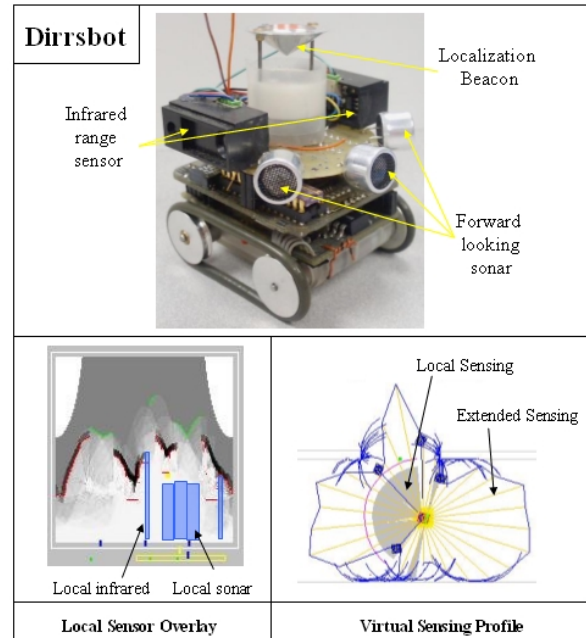 Dirrsbot
Localization
Beacon
Infrared
range
sensor
Forward
looking
sonar
Local Sensing
Extended Sensing
Local infrared
Local sonar
Local Sensor Overlay
Virtual Sensing Profile